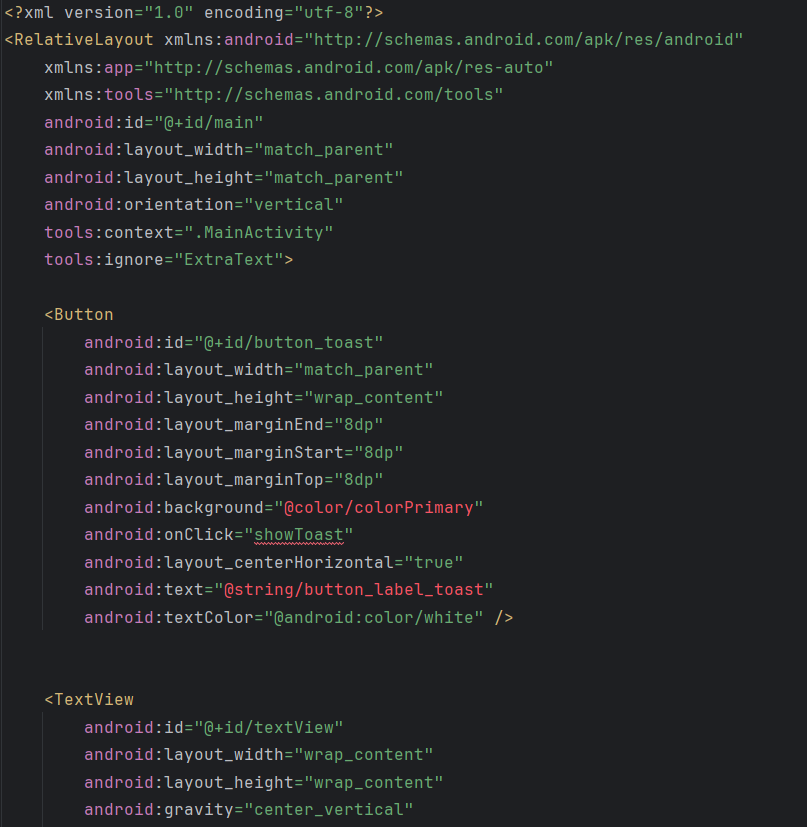 <?xml version="1.0" encoding="utf-8"?>
<RelativeLayout xmlns:android="http://schemas.android.com/apk/res/android"
    xmlns:app="http://schemas.android.com/apk/res-auto"
    xmlns:tools="http://schemas.android.com/tools"
    android:id="@+id/main"
    android:layout_width="match_parent"
    android:layout_height="match_parent"
    android:orientation="vertical"
    tools:context=".MainActivity"
    tools:ignore="ExtraText">

    <Button
        android:id="@+id/button_toast"
        android:layout_width="match_parent"
        android:layout_height="wrap_content"
        android:layout_marginEnd="8dp"
        android:layout_marginStart="8dp"
        android:layout_marginTop="8dp"
        android:background="@color/colorPrimary"
        android:onClick="showToast"
        android:layout_centerHorizontal="true"
        android:text="@string/button_label_toast"
        android:textColor="@android:color/white" />


    <TextView
        android:id="@+id/textView"
        android:layout_width="wrap_content"
        android:layout_height="wrap_content"
        android:gravity="center_vertical"